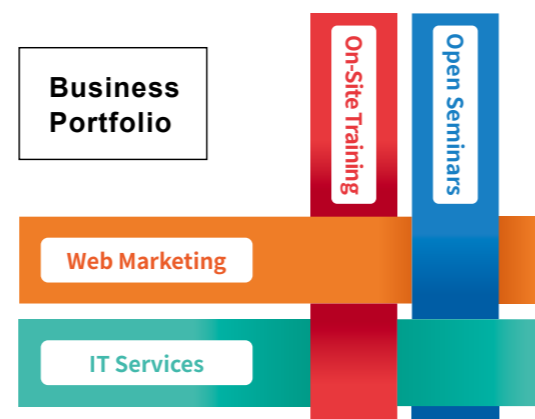 Business
Portfolio
On-Site Training
Open Seminars
Web Marketing
IT Services